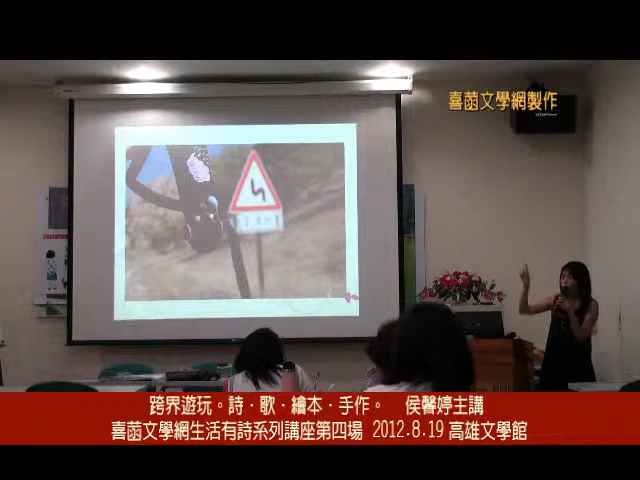 喜菡文學網製作
跨界遊玩。詩・歌・繪本・手作。 侯馨婷主講
喜菡文學網生活有詩系列講座第四場 2012.8.19 高雄文學館